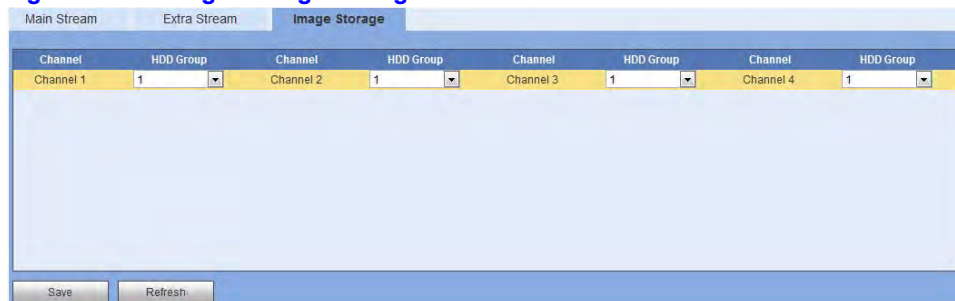 Main Stream Extra Stream Image Storage
Channel HDD Group Channel HDD Group Channel HDD Group Channel HDD Group
Channel 1 1 Channel 2 1 Channel 3 1 Channel 4 1
Save Refresh